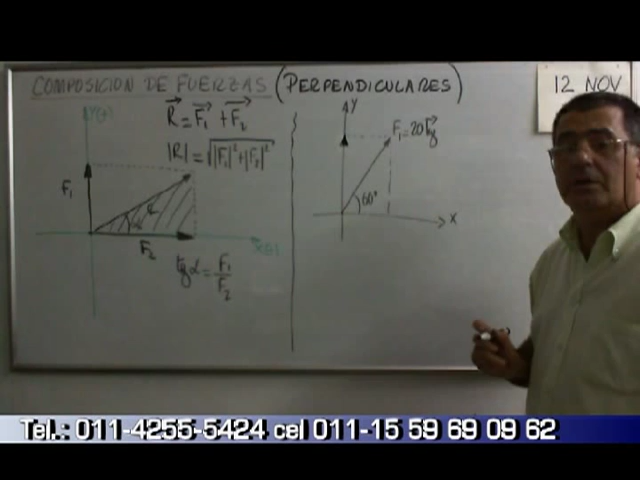 COMPOSICION DE FUERZAS (PERPENDICULARES)
12 NOV
Y(+)
R = F₁ + F₂
|R| = √|F₁|² + |F₂|²
F₁
R
α
F₂
X(+)
tg α = F₁/F₂
Y
F₁=20 Kg
60°
X
Tel.: 011-4255-5424 cel 011-15 59 69 09 62